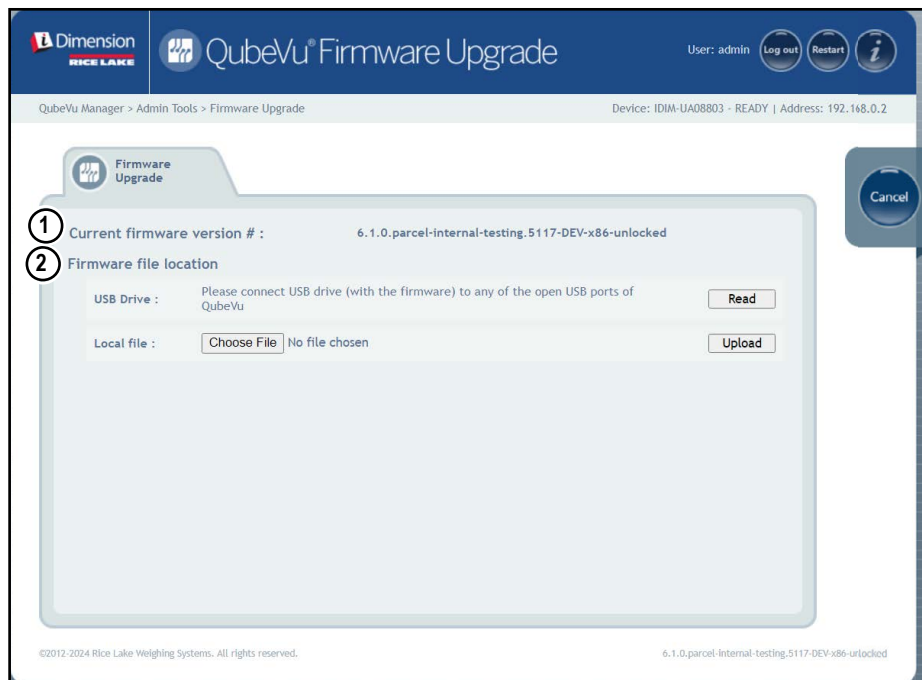 iDimension
RICE LAKE
QubeVu® Firmware Upgrade
User: admin
Log out
Restart
i
QubeVu Manager > Admin Tools > Firmware Upgrade
Device: IDIM-UA08803 - READY | Address: 192.168.0.2
Firmware
Upgrade
Cancel
1
Current firmware version # : 6.1.0.parcel-internal-testing.5117-DEV-x86-unlocked
2
Firmware file location
USB Drive : Please connect USB drive (with the firmware) to any of the open USB ports of
QubeVu
Read
Local file : Choose File No file chosen Upload
©2012-2024 Rice Lake Weighing Systems. All rights reserved.
6.1.0.parcel-internal-testing.5117-DEV-x86-unlocked